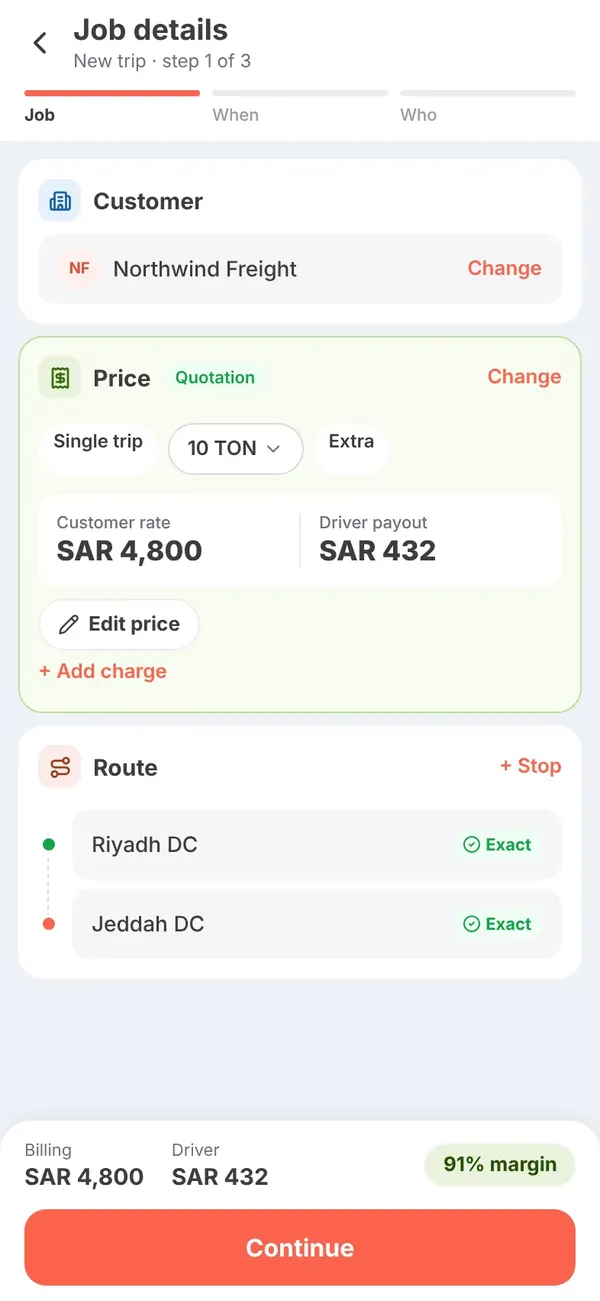 Job details
New trip · step 1 of 3
Job When Who
Customer
NF Northwind Freight Change
Price Quotation Change
Single trip 10 TON Extra
Customer rate Driver payout
SAR 4,800 SAR 432
Edit price
+ Add charge
Route + Stop
Riyadh DC Exact
Jeddah DC Exact
Billing Driver
SAR 4,800 SAR 432 91% margin
Continue